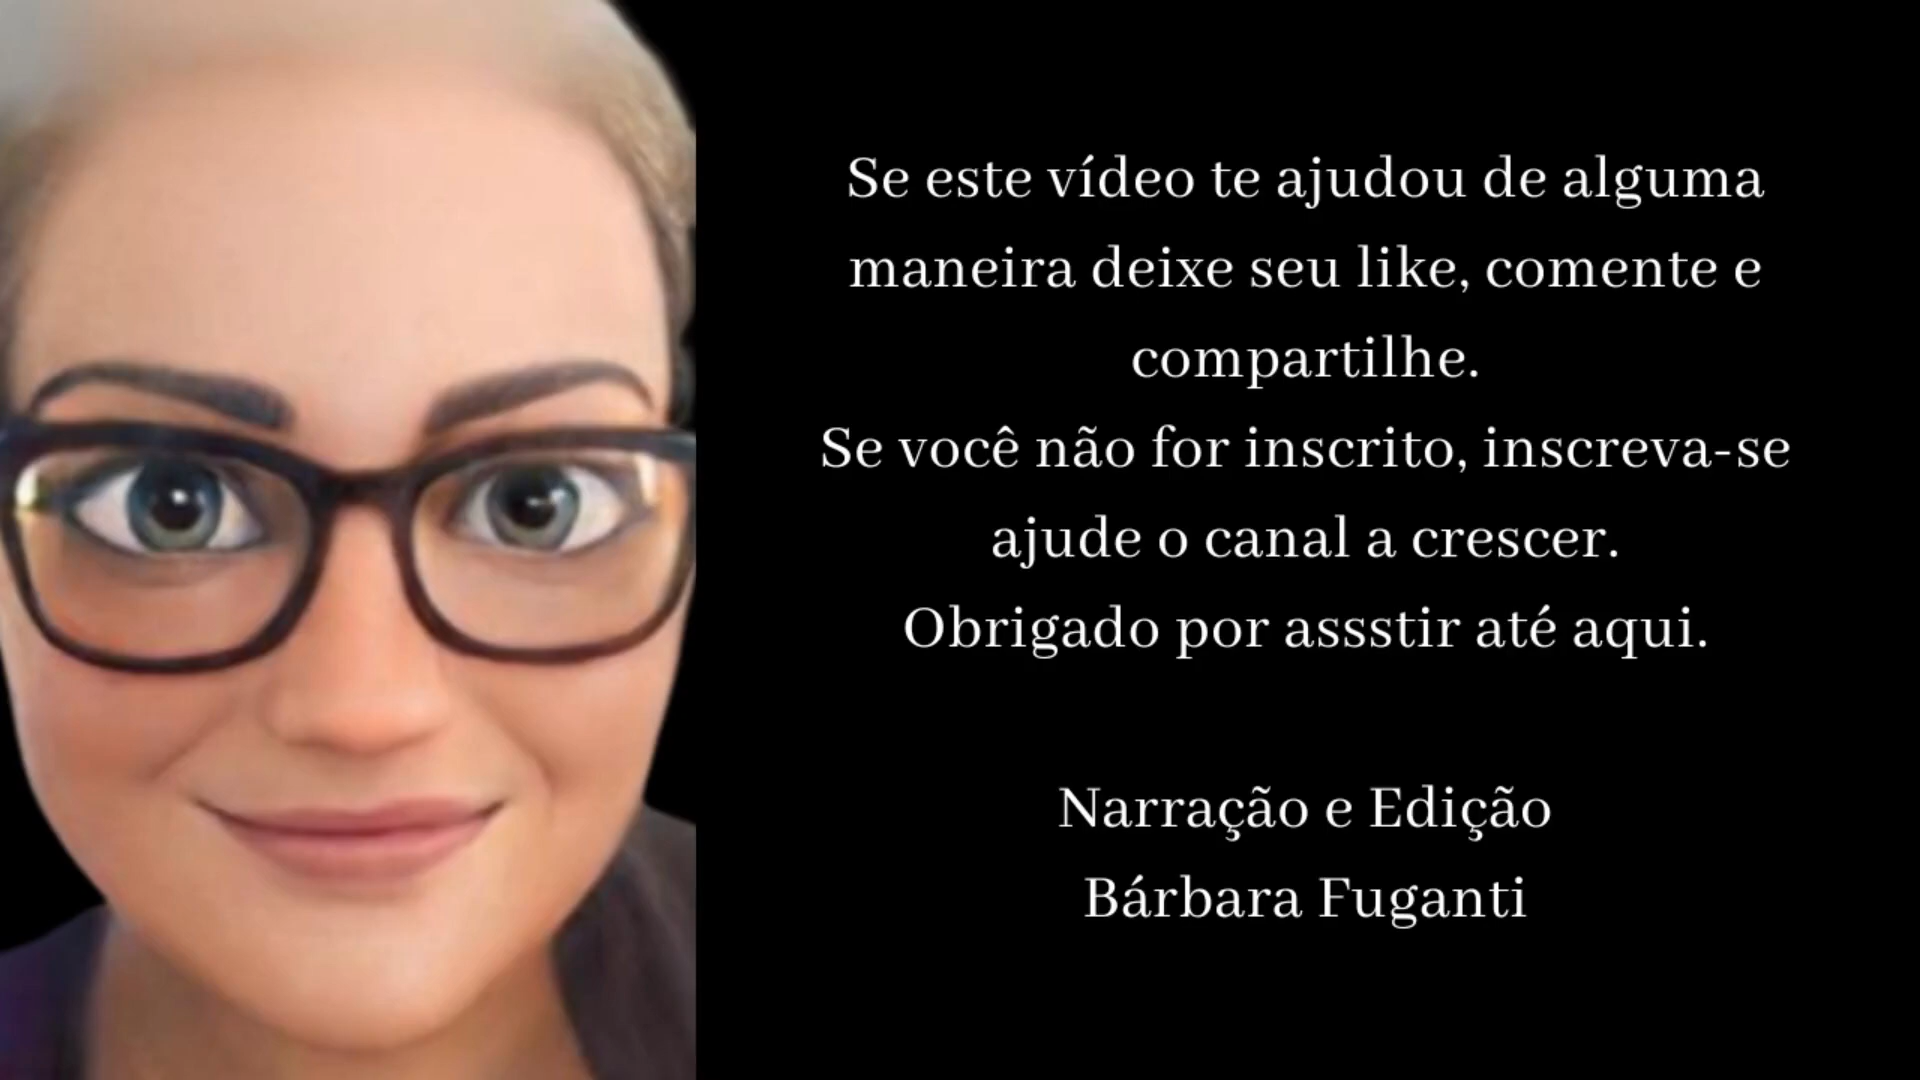 Se este vídeo te ajudou de alguma
maneira deixe seu like, comente e
compartilhe.
Se você não for inscrito, inscreva-se
ajude o canal a crescer.
Obrigado por assstir até aqui.
Narração e Edição
Bárbara Fuganti